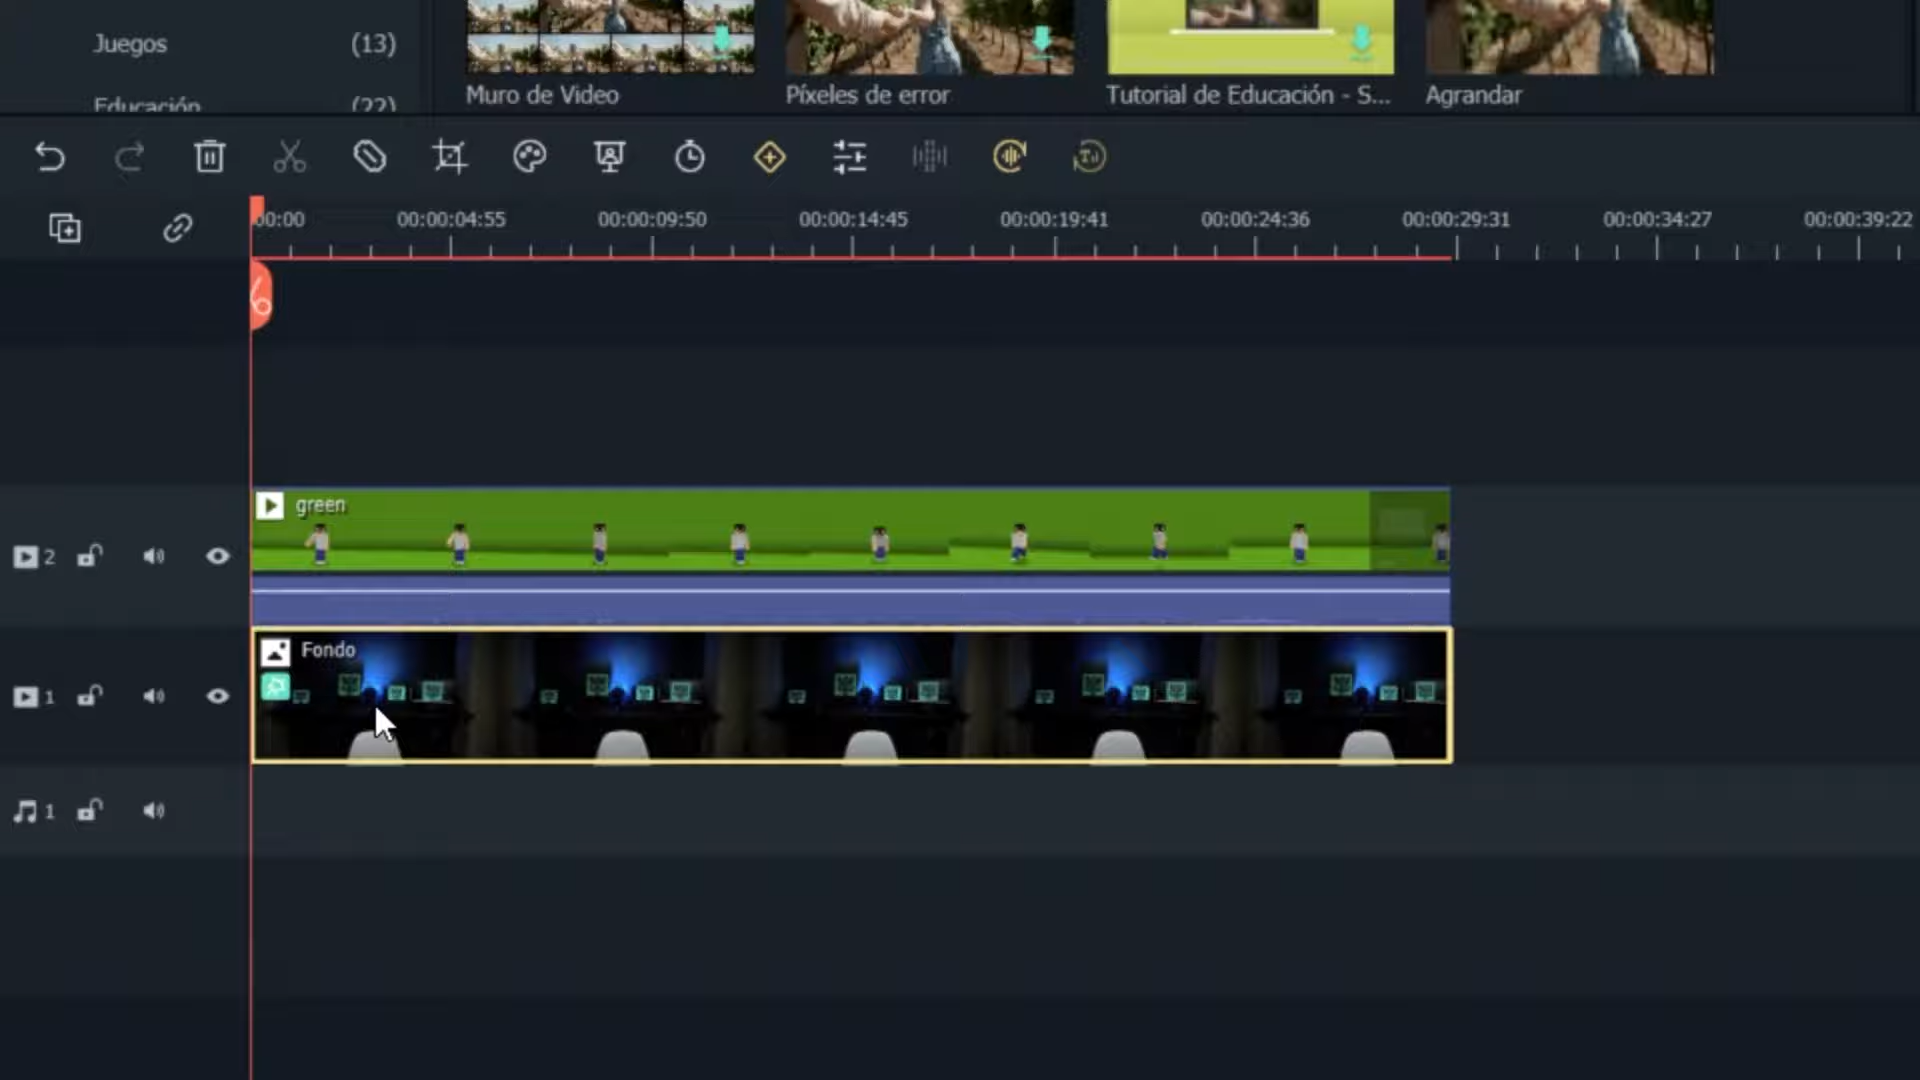 Juegos (13)
Educación (22)
Muro de Video
Píxeles de error
Tutorial de Educación - S...
Agrandar
00:00
00:00:04:55
00:00:09:50
00:00:14:45
00:00:19:41
00:00:24:36
00:00:29:31
00:00:34:27
00:00:39:22
green
2
Fondo
1
1